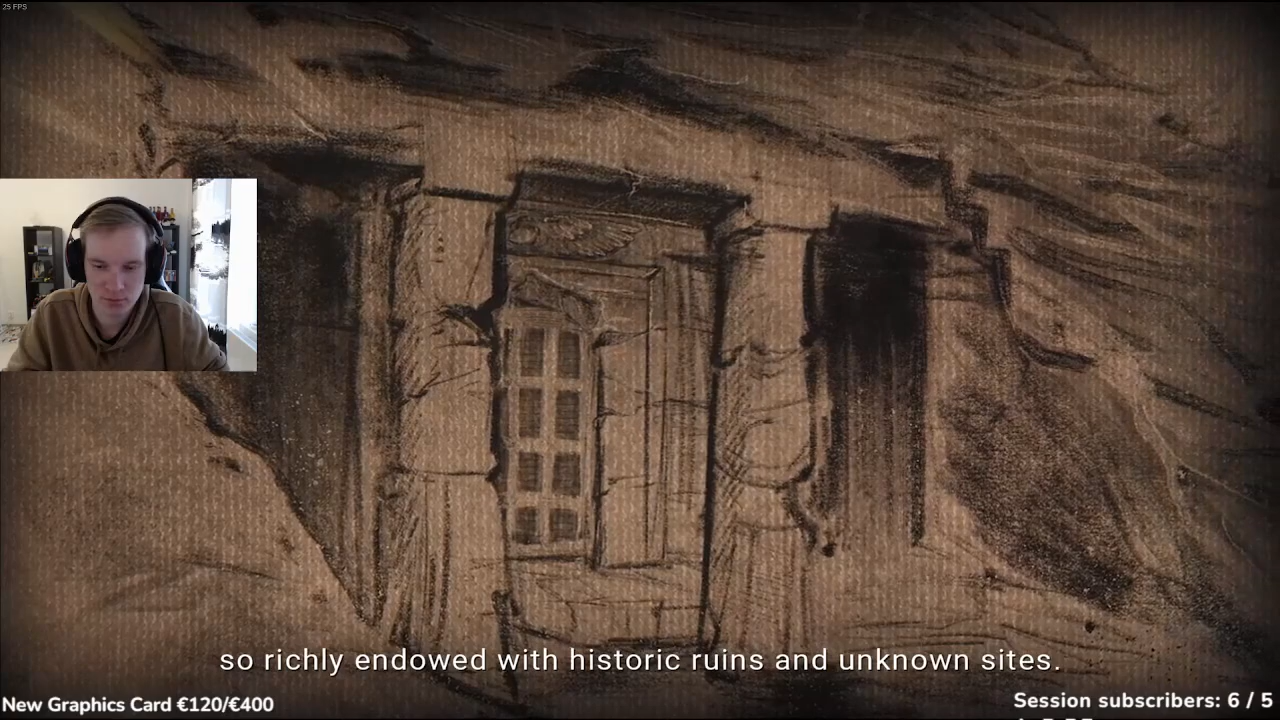 25 FPS
so richly endowed with historic ruins and unknown sites.
New Graphics Card €120/€400
Session subscribers: 6 / 5